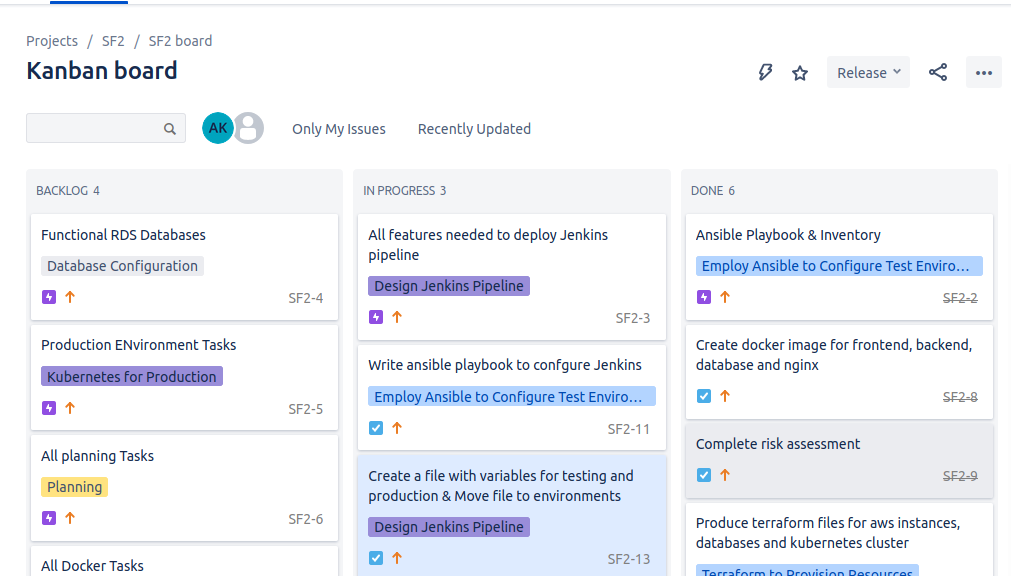 Projects / SF2 / SF2 board
Kanban board
Release
AK
Only My Issues
Recently Updated
BACKLOG 4
Functional RDS Databases
Database Configuration
SF2-4
Production ENvironment Tasks
Kubernetes for Production
SF2-5
All planning Tasks
Planning
SF2-6
All Docker Tasks
IN PROGRESS 3
All features needed to deploy Jenkins
pipeline
Design Jenkins Pipeline
SF2-3
Write ansible playbook to confgure Jenkins
Employ Ansible to Configure Test Enviro...
SF2-11
Create a file with variables for testing and
production & Move file to environments
Design Jenkins Pipeline
SF2-13
DONE 6
Ansible Playbook & Inventory
Employ Ansible to Configure Test Enviro...
SF2-2
Create docker image for frontend, backend,
database and nginx
SF2-8
Complete risk assessment
SF2-9
Produce terraform files for aws instances,
databases and kubernetes cluster
Terraform to Provision Resources